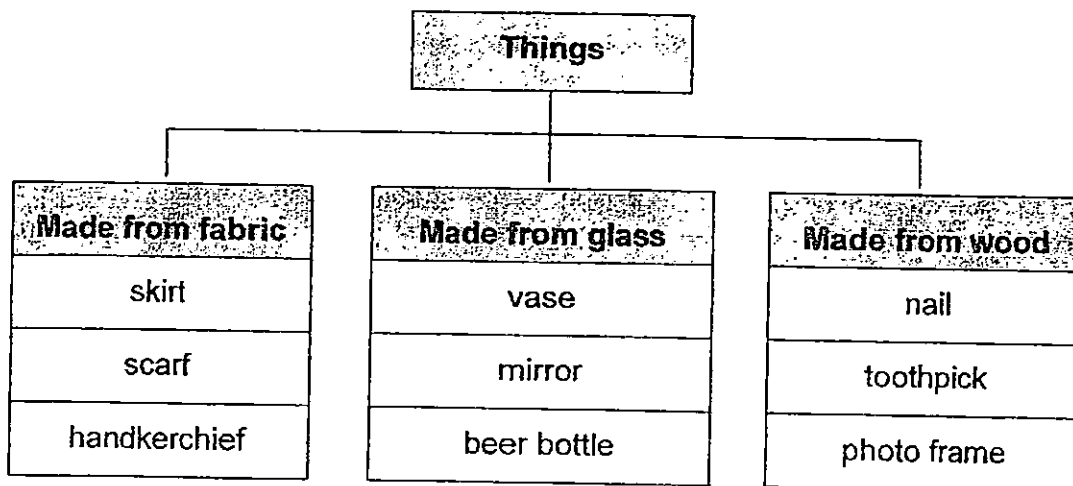 Things
Made from fabric
skirt
scarf
handkerchief
Made from glass
vase
mirror
beer bottle
Made from wood
nail
toothpick
photo frame